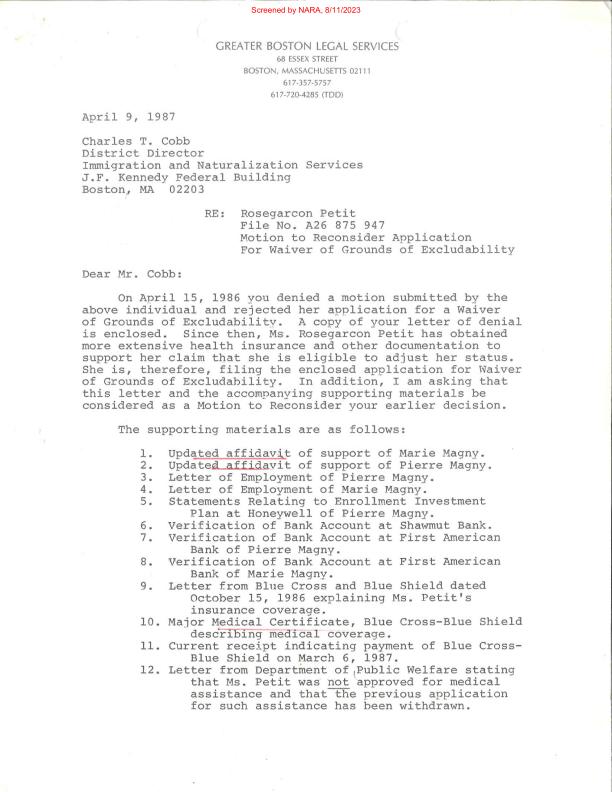 Screened by NARA, 8/11/2023
GREATER BOSTON LEGAL SERVICES
68 ESSEX STREET
BOSTON, MASSACHUSETTS 02111
617-357-5757
617-720-4285 (TDD)
April 9, 1987
Charles T. Cobb
District Director
Immigration and Naturalization Services
J.F. Kennedy Federal Building
Boston, MA 02203
RE: Rosegarcon Petit
File No. A26 875 947
Motion to Reconsider Application
For Waiver of Grounds of Excludability
Dear Mr. Cobb:
On April 15, 1986 you denied a motion submitted by the
above individual and rejected her application for a Waiver
of Grounds of Excludability. A copy of your letter of denial
is enclosed. Since then, Ms. Rosegarcon Petit has obtained
more extensive health insurance and other documentation to
support her claim that she is eligible to adjust her status.
She is, therefore, filing the enclosed application for Waiver
of Grounds of Excludability. In addition, I am asking that
this letter and the accompanying supporting materials be
considered as a Motion to Reconsider your earlier decision.
The supporting materials are as follows:
1. Updated affidavit of support of Marie Magny.
2. Updated affidavit of support of Pierre Magny.
3. Letter of Employment of Pierre Magny.
4. Letter of Employment of Marie Magny.
5. Statements Relating to Enrollment Investment
Plan at Honeywell of Pierre Magny.
6. Verification of Bank Account at Shawmut Bank.
7. Verification of Bank Account at First American
Bank of Pierre Magny.
8. Verification of Bank Account at First American
Bank of Marie Magny.
9. Letter from Blue Cross and Blue Shield dated
October 15, 1986 explaining Ms. Petit's
insurance coverage.
10. Major Medical Certificate, Blue Cross-Blue Shield
describing medical coverage.
11. Current receipt indicating payment of Blue Cross-
Blue Shield on March 6, 1987.
12. Letter from Department of Public Welfare stating
that Ms. Petit was not approved for medical
assistance and that the previous application
for such assistance has been withdrawn.